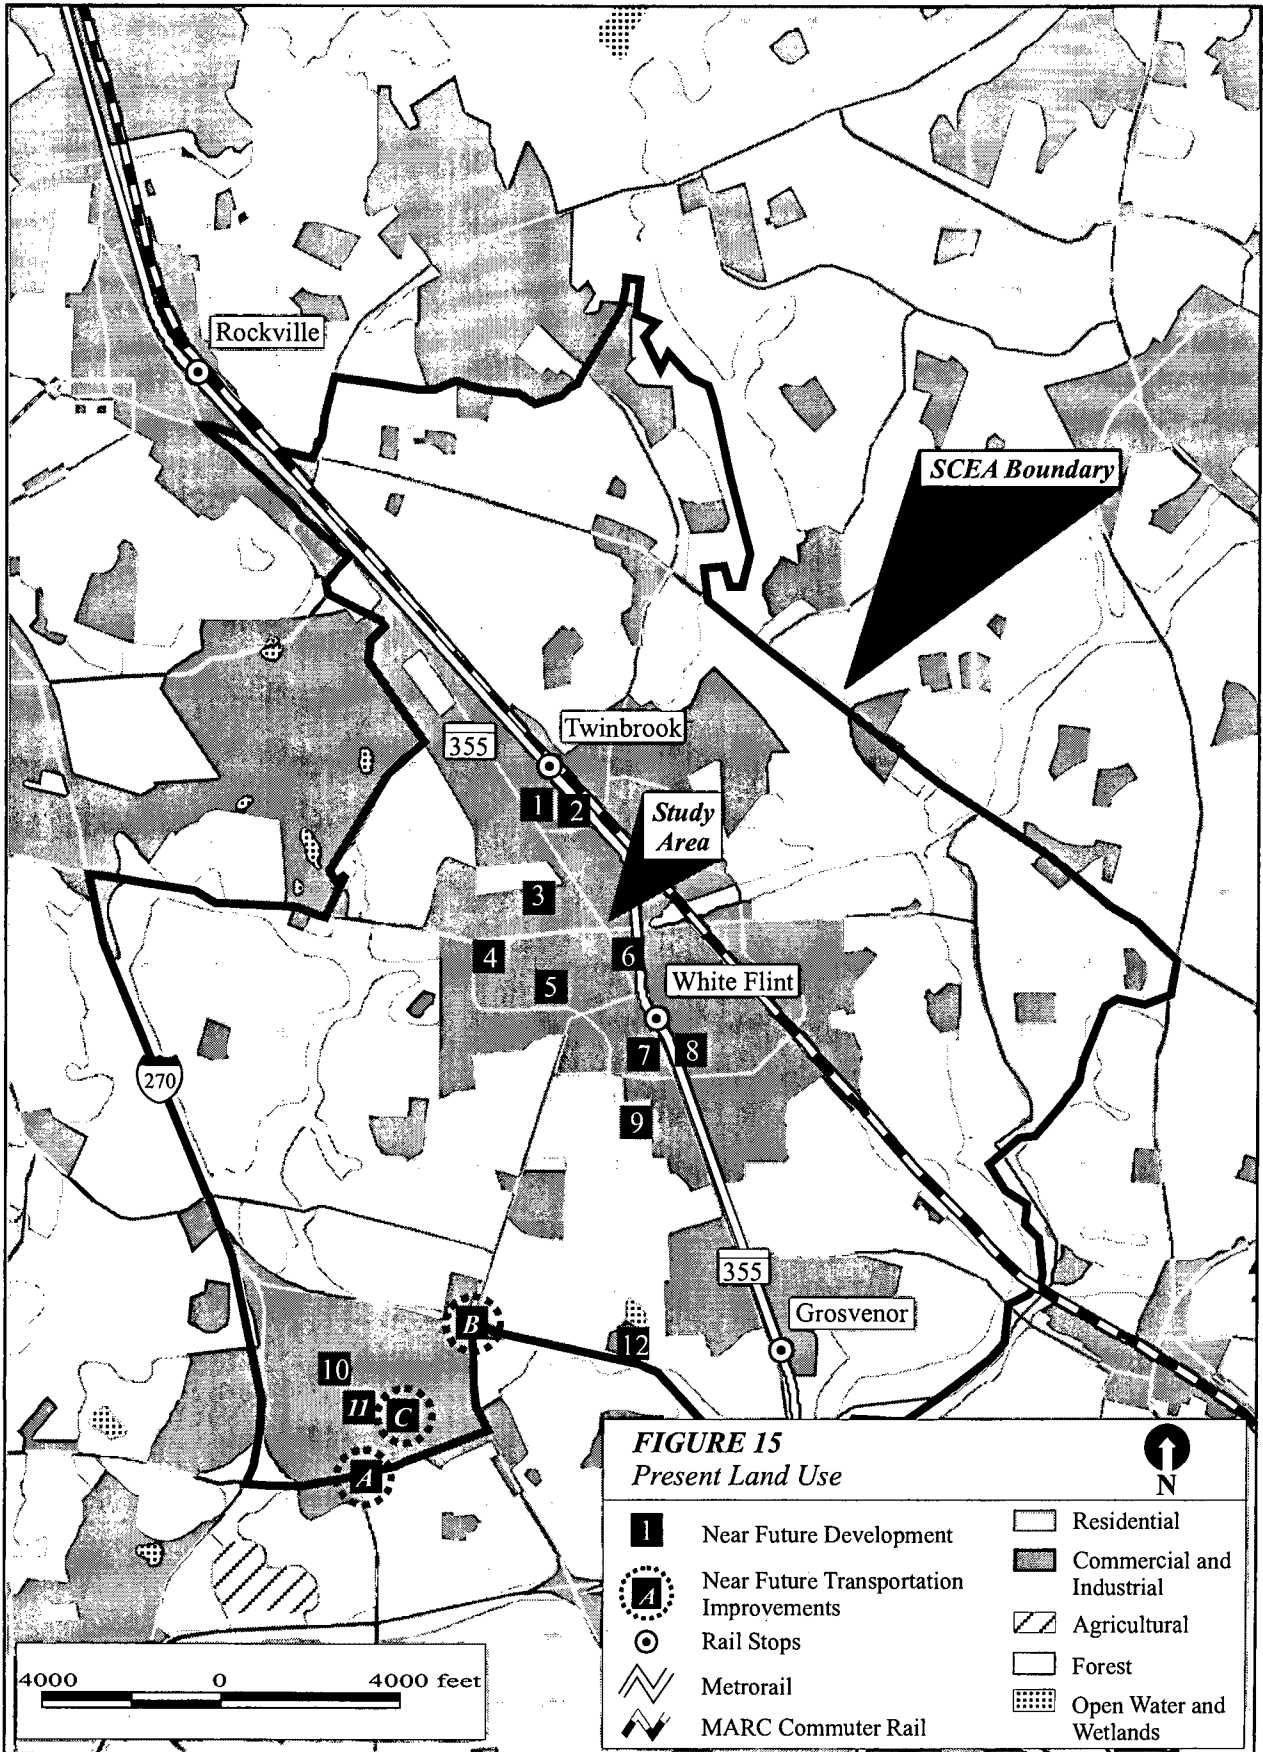 Rockville
SCEA Boundary
Twinbrook
355
1
2
Study
Area
3
4
6
5
White Flint
7
8
270
9
355
Grosvenor
B
12
10
11
C
A
FIGURE 15
Present Land Use
N
1
Near Future Development
A
Near Future Transportation
Improvements
Rail Stops
Metrorail
MARC Commuter Rail
Residential
Commercial and
Industrial
Agricultural
Forest
Open Water and
Wetlands
4000 0 4000 feet